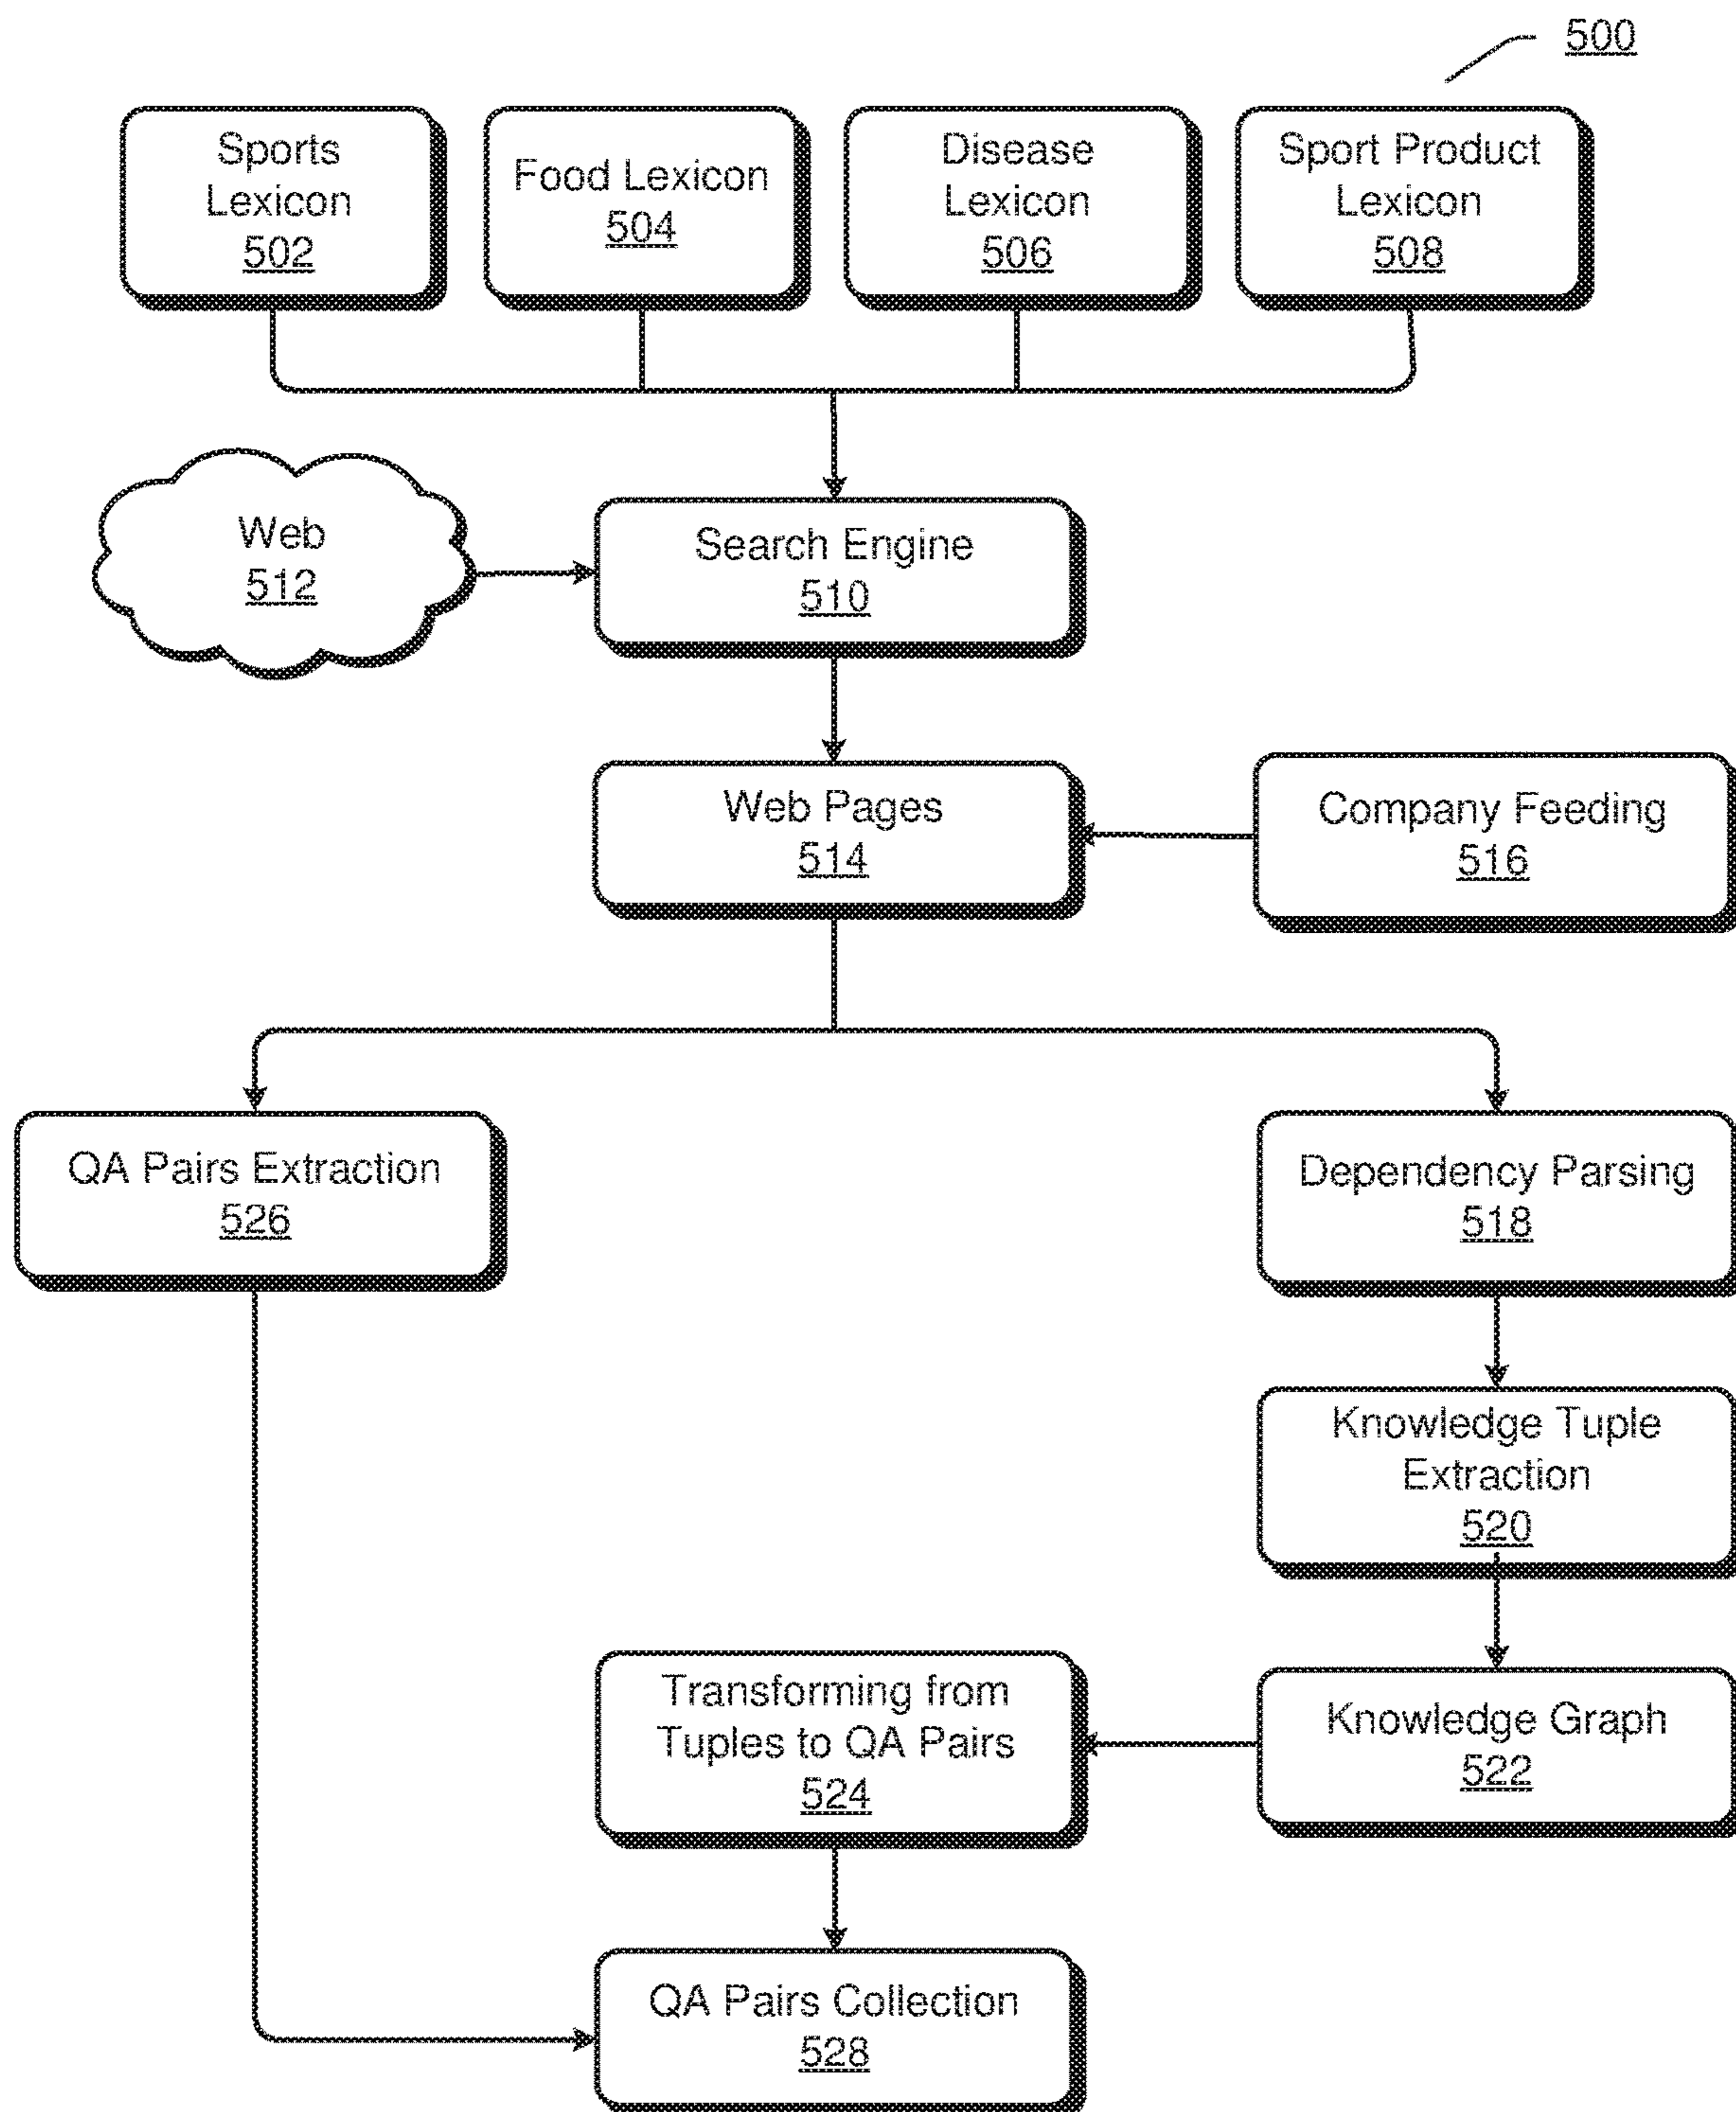 500
Sports
Lexicon
502
Food Lexicon
504
Disease
Lexicon
506
Sport Product
Lexicon
508
Web
512
Search Engine
510
Web Pages
514
Company Feeding
516
QA Pairs Extraction
526
Dependency Parsing
518
Knowledge Tuple
Extraction
520
Transforming from
Tuples to QA Pairs
524
Knowledge Graph
522
QA Pairs Collection
528